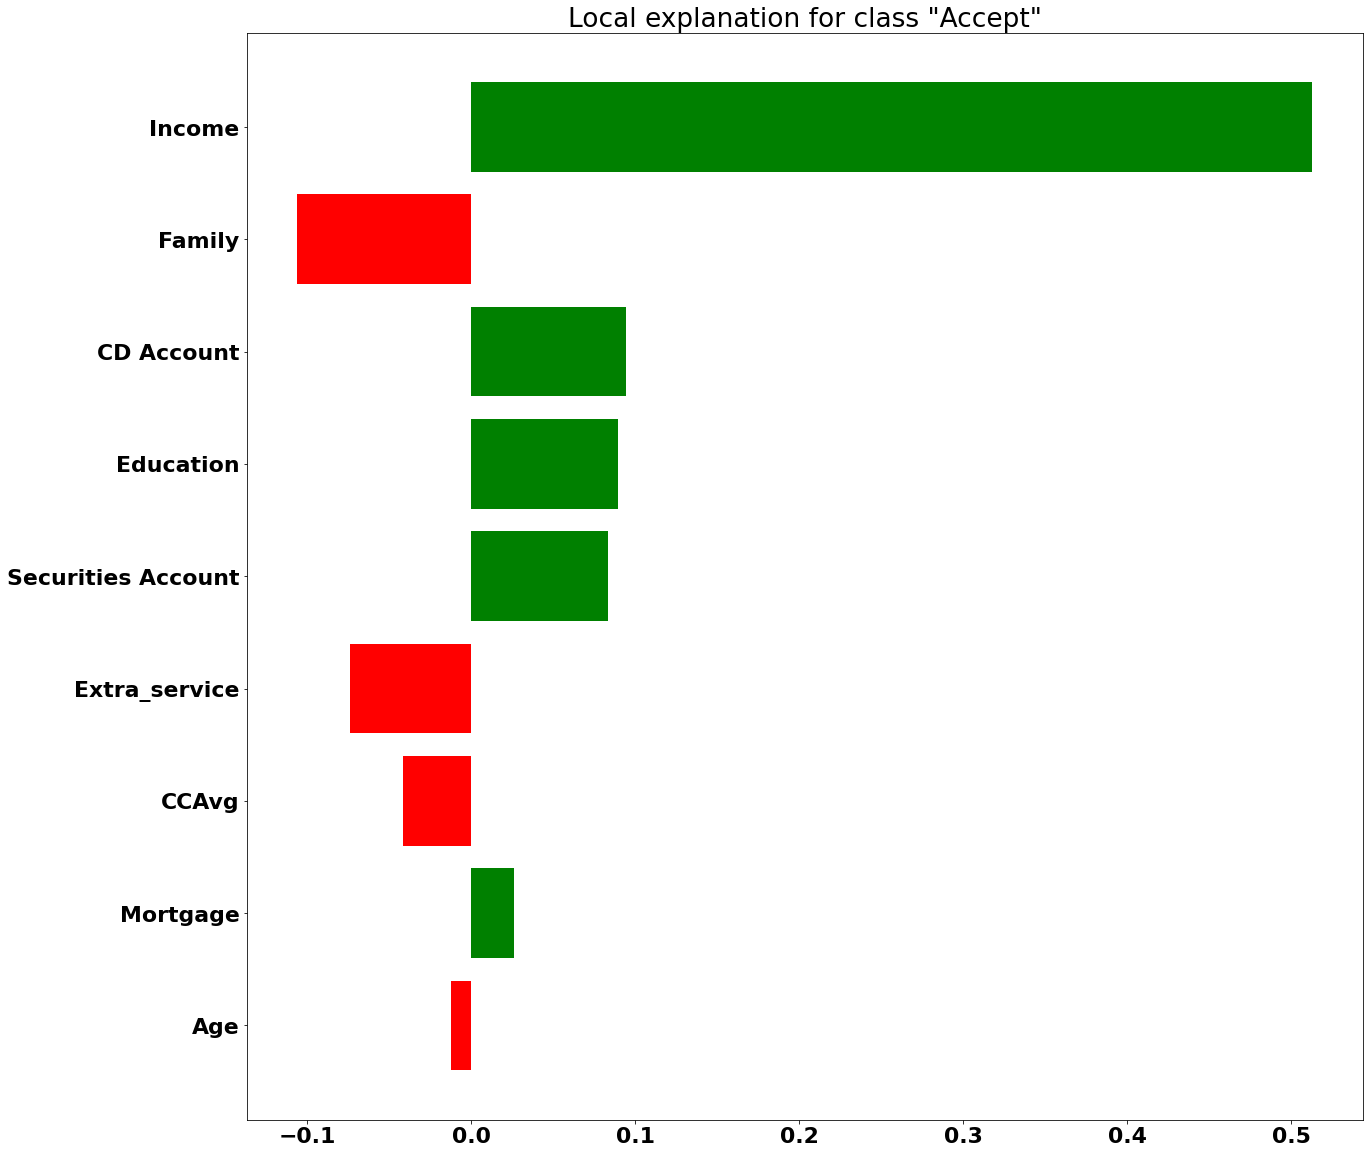 Local explanation for class "Accept"
Income
Family
CD Account
Education
Securities Account
Extra_service
CCAvg
Mortgage
Age
−0.1 0.0 0.1 0.2 0.3 0.4 0.5